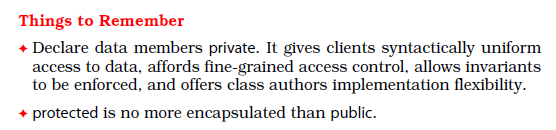 Things to Remember
✦ Declare data members private. It gives clients syntactically uniform
access to data, affords fine-grained access control, allows invariants
to be enforced, and offers class authors implementation flexibility.
✦ protected is no more encapsulated than public.